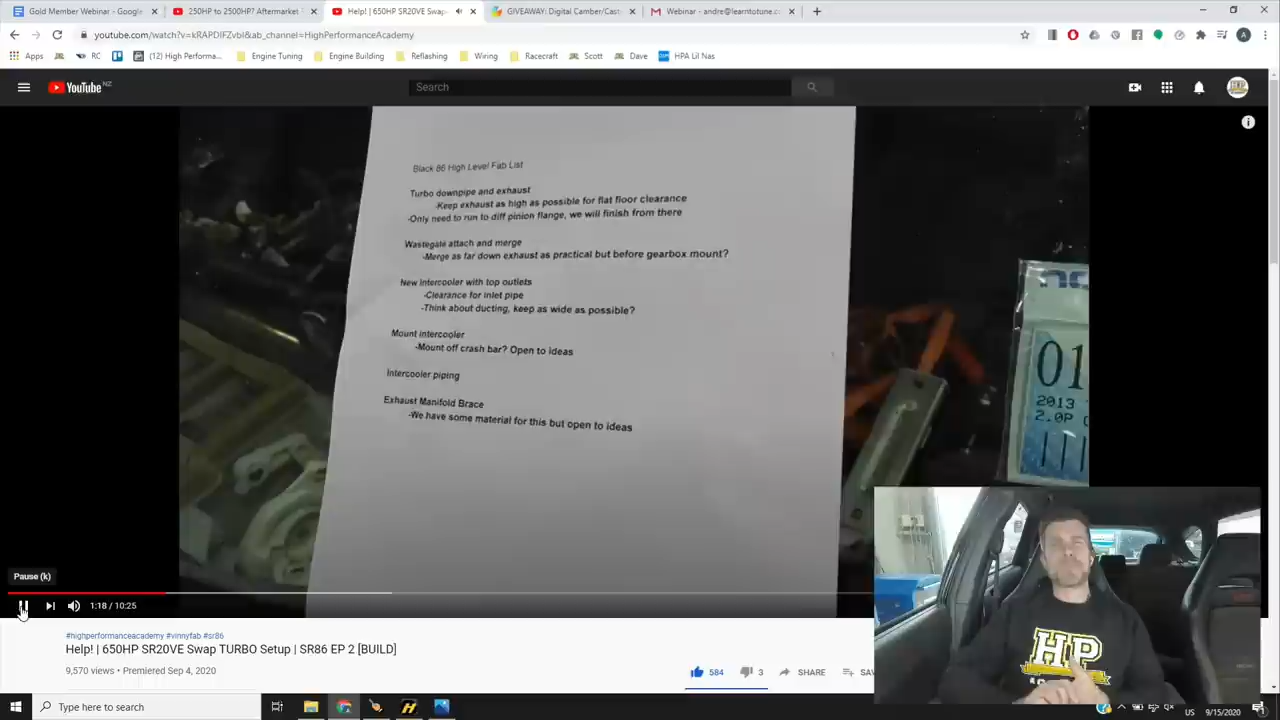 Gold Member Webinar - Google
250HP to 2500HP? Aftermarket
Help! | 650HP SR20VE Swap
GIVEAWAY: Digital Camber/Cast
Webinar - andre@learntotune.c
youtube.com/watch?v=kRAPDIFZvbI&ab_channel=HighPerformanceAcademy
Apps
RC
(12) High Performa...
Engine Tuning
Engine Building
Reflashing
Wiring
Racecraft
Scott
Dave
HPA Lil Nas
YouTube NZ
Search
Black 86 High Level Fab List
Turbo downpipe and exhaust
-Keep exhaust as high as possible for flat floor clearance
-Only need to run to diff pinion flange, we will finish from there
Wastegate attach and merge
-Merge as far down exhaust as practical but before gearbox mount?
New intercooler with top outlets
-Clearance for inlet pipe
-Think about ducting, keep as wide as possible?
Mount intercooler
-Mount off crash bar? Open to ideas
Intercooler piping
Exhaust Manifold Brace
-We have some material for this but open to ideas
01
2013
2.0P
Pause (k)
1:18 / 10:25
#highperformanceacademy #vinnyfab #sr86
Help! | 650HP SR20VE Swap TURBO Setup | SR86 EP 2 [BUILD]
9,570 views • Premiered Sep 4, 2020
584
3
SHARE
SAV
HP
Type here to search
US
9/15/2020